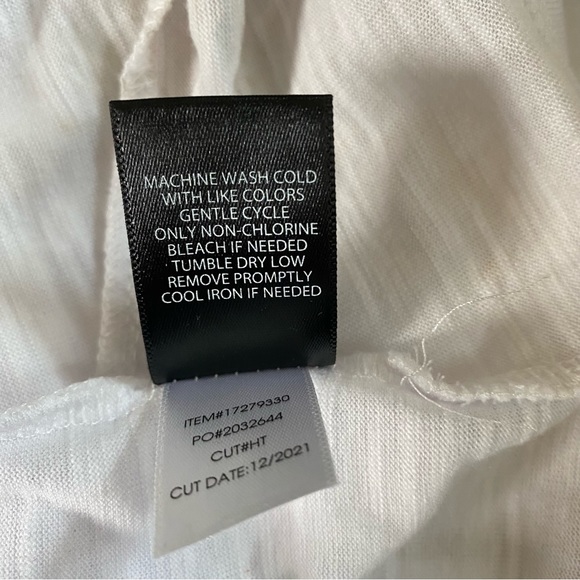 MACHINE WASH COLD
WITH LIKE COLORS
GENTLE CYCLE
ONLY NON-CHLORINE
BLEACH IF NEEDED
TUMBLE DRY LOW
REMOVE PROMPTLY
COOL IRON IF NEEDED
ITEM#17279330
PO#2032644
CUT#HT
CUT DATE:12/2021